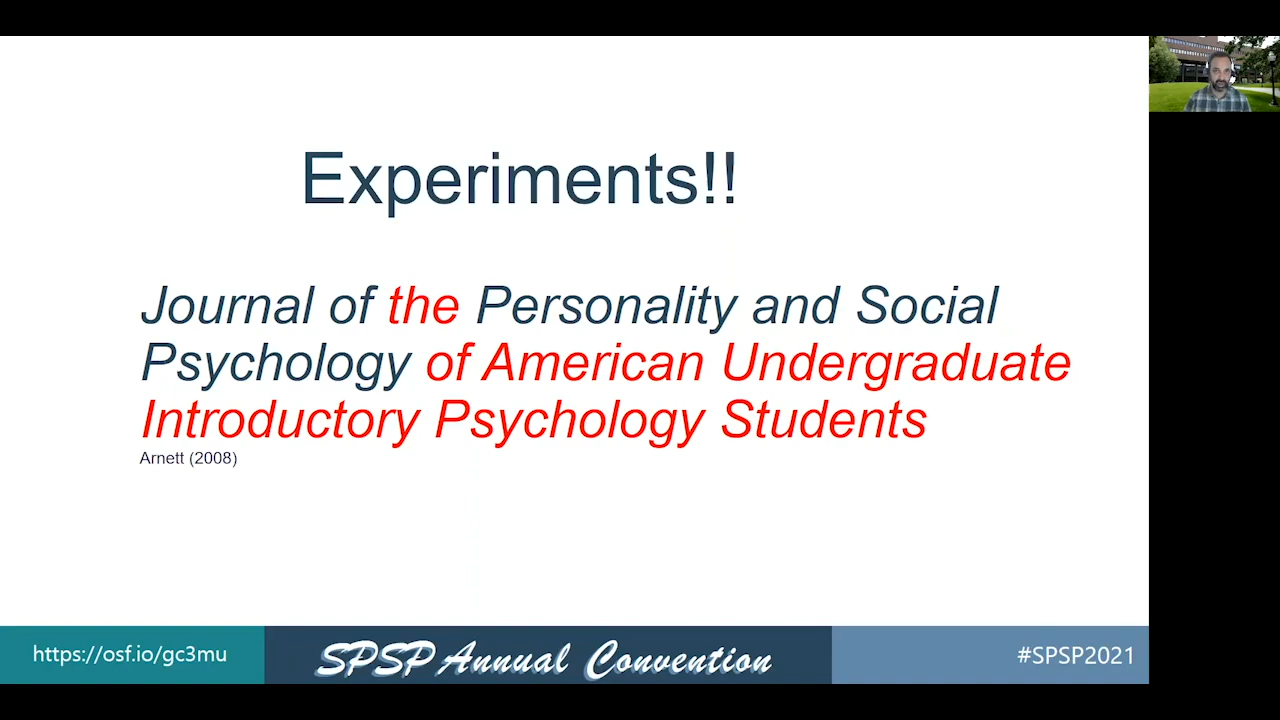 Experiments!!
Journal of the Personality and Social
Psychology of American Undergraduate
Introductory Psychology Students
Arnett (2008)
https://osf.io/gc3mu
SPSP Annual Convention
#SPSP2021